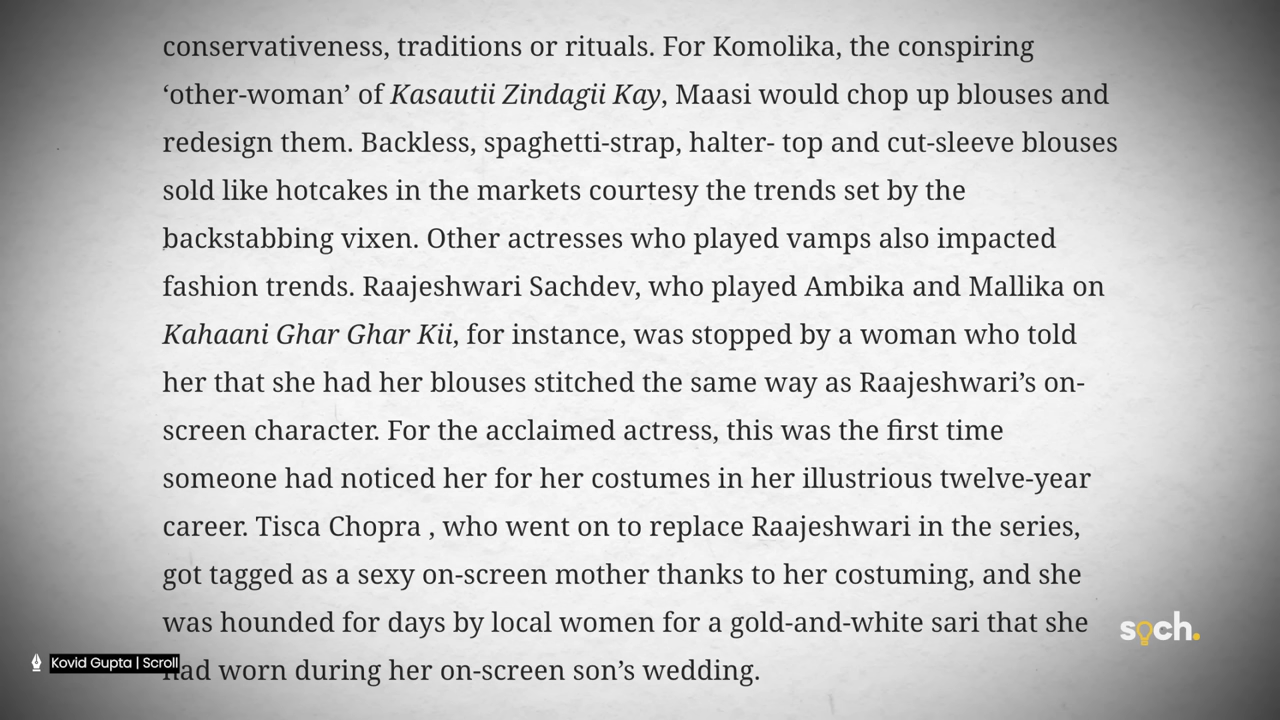 conservativeness, traditions or rituals. For Komolika, the conspiring
‘other-woman’ of Kasautii Zindagii Kay, Maasi would chop up blouses and
redesign them. Backless, spaghetti-strap, halter- top and cut-sleeve blouses
sold like hotcakes in the markets courtesy the trends set by the
backstabbing vixen. Other actresses who played vamps also impacted
fashion trends. Raajeshwari Sachdev, who played Ambika and Mallika on
Kahaani Ghar Ghar Kii, for instance, was stopped by a woman who told
her that she had her blouses stitched the same way as Raajeshwari’s on-
screen character. For the acclaimed actress, this was the first time
someone had noticed her for her costumes in her illustrious twelve-year
career. Tisca Chopra , who went on to replace Raajeshwari in the series,
got tagged as a sexy on-screen mother thanks to her costuming, and she
was hounded for days by local women for a gold-and-white sari that she
had worn during her on-screen son’s wedding.
Kovid Gupta | Scroll
soch.